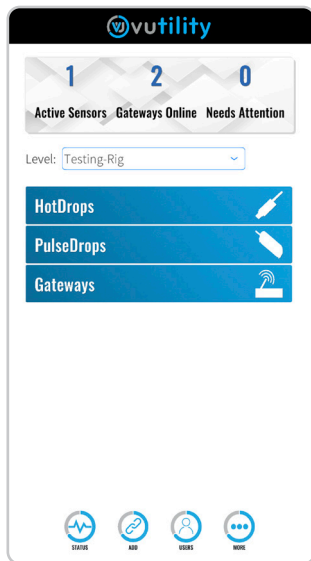 vutility
1 2 0
Active Sensors Gateways Online Needs Attention
Level: Testing-Rig
HotDrops
PulseDrops
Gateways
STATUS ADD USERS MORE